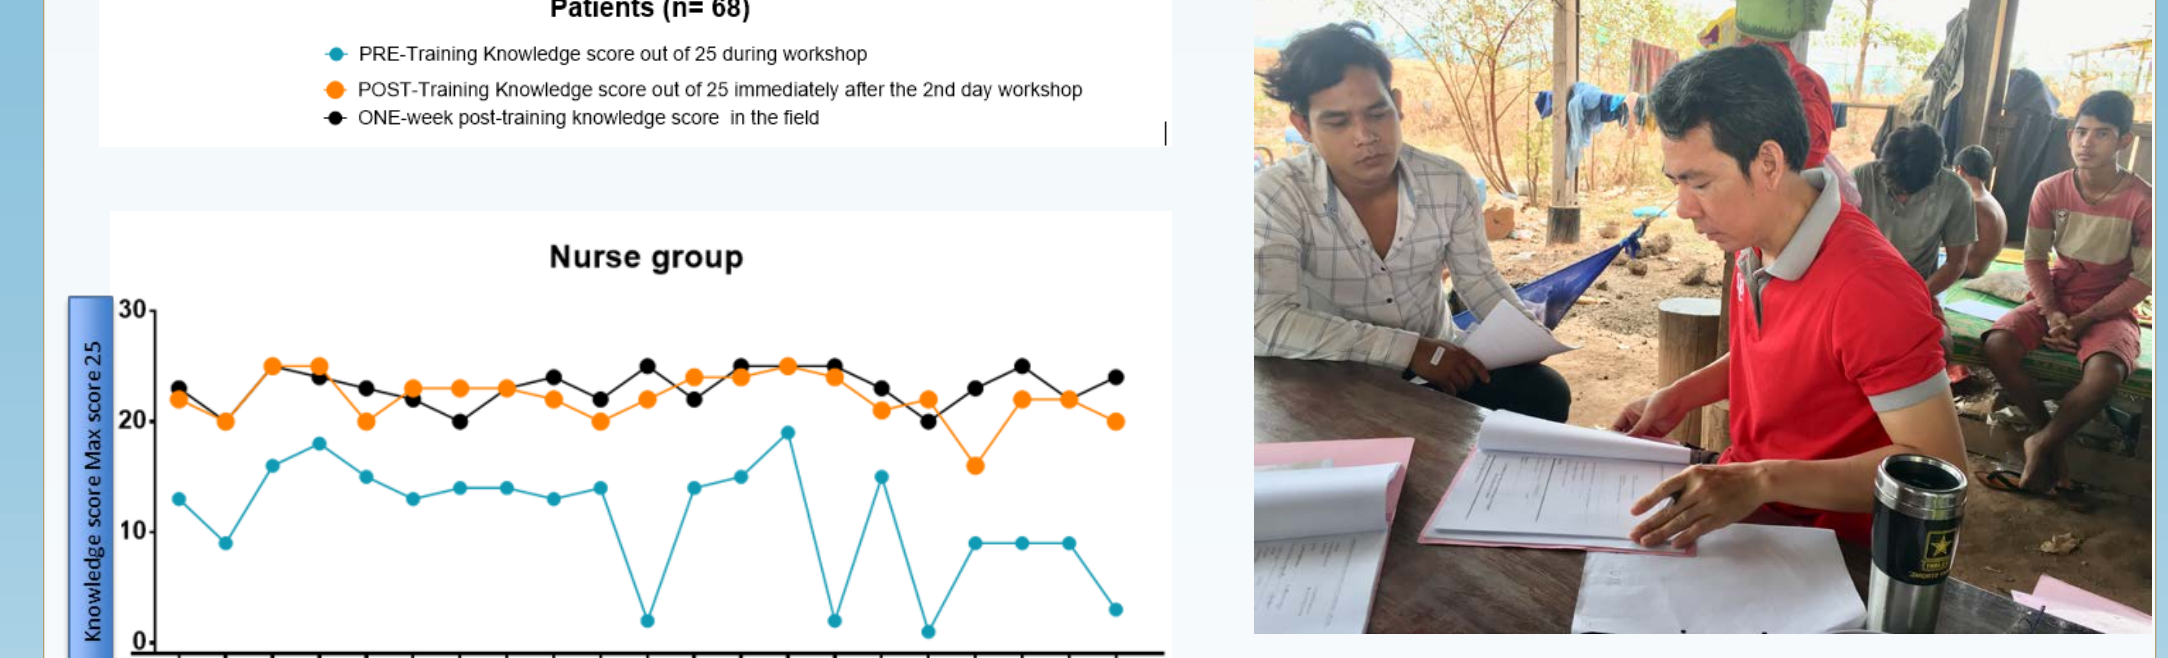 Patients (n= 68)
PRE-Training Knowledge score out of 25 during workshop
POST-Training Knowledge score out of 25 immediately after the 2nd day workshop
ONE-week post-training knowledge score in the field
Nurse group
Knowledge score Max score 25
30
20
10
0